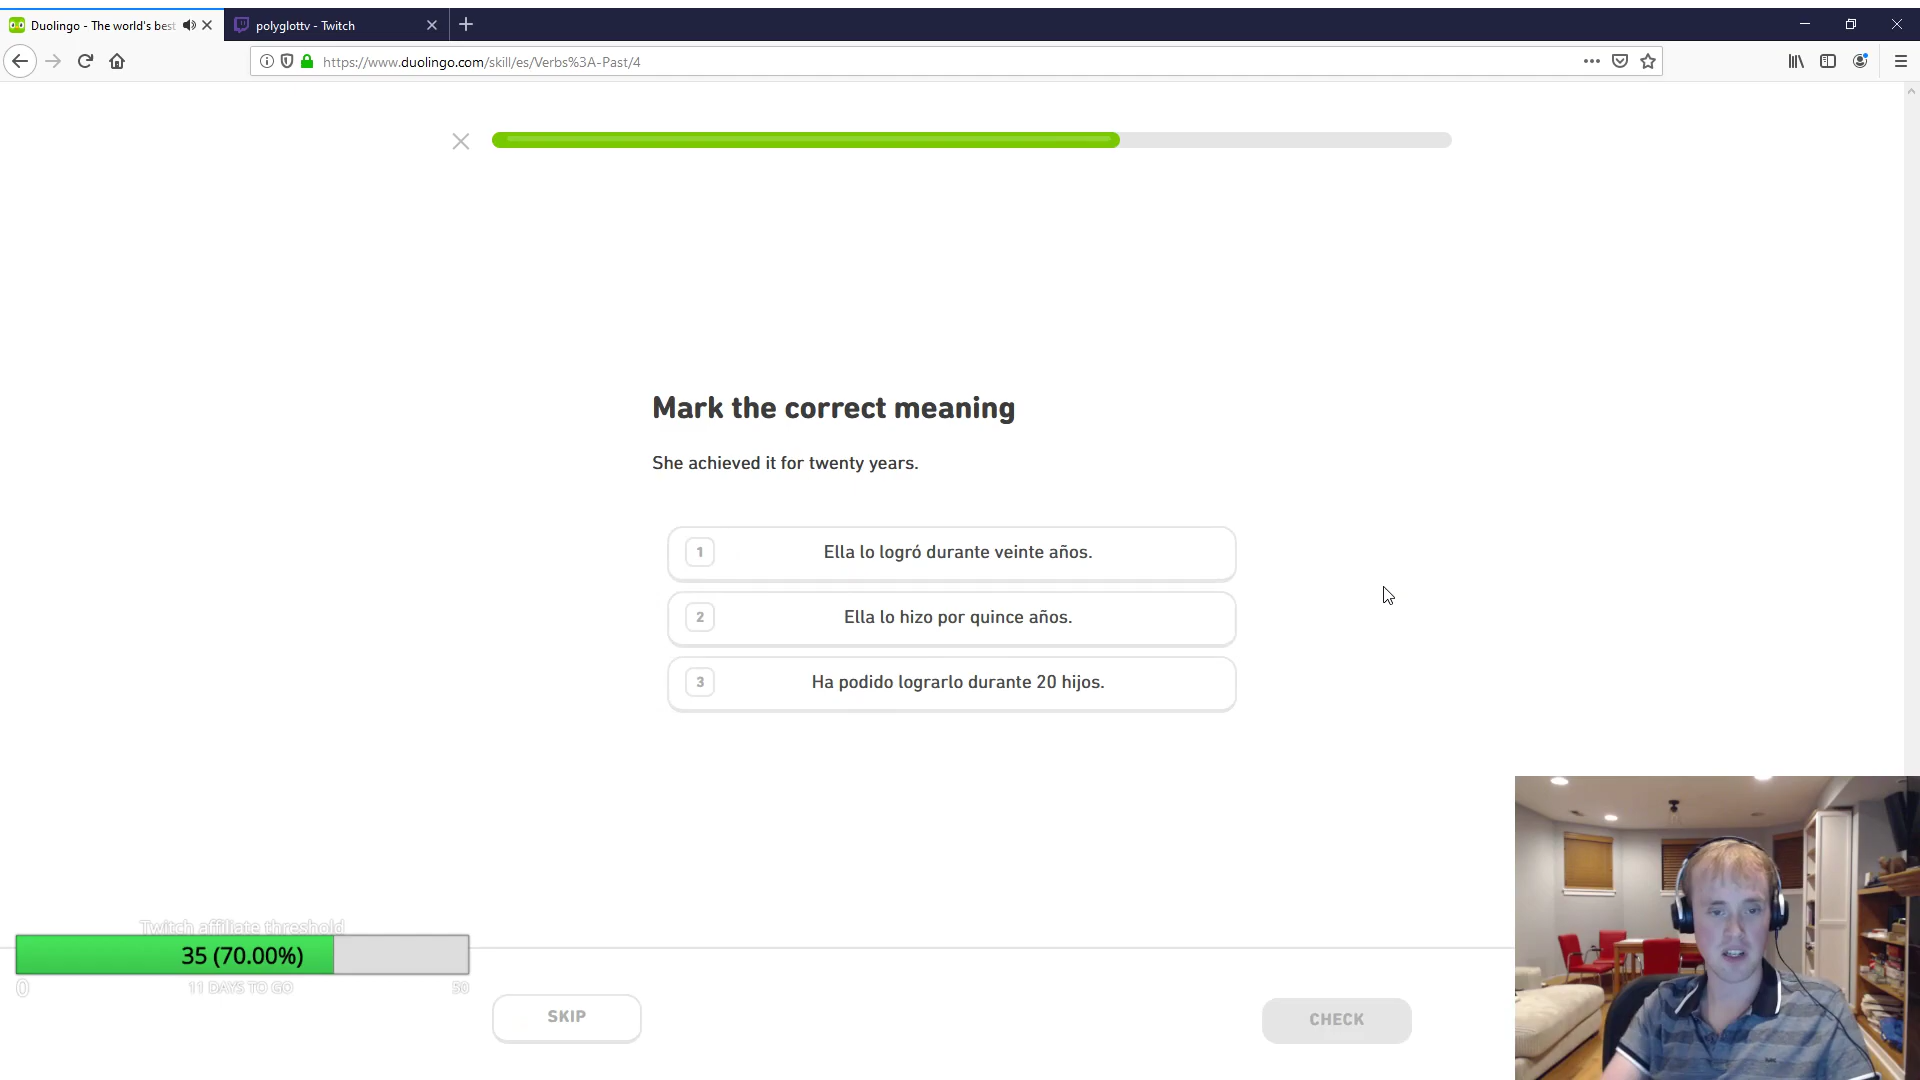 Duolingo - The world's best
polyglottv - Twitch
https://www.duolingo.com/skill/es/Verbs%3A-Past/4
Mark the correct meaning
She achieved it for twenty years.
1 Ella lo logró durante veinte años.
2 Ella lo hizo por quince años.
3 Ha podido lograrlo durante 20 hijos.
Twitch affiliate threshold
35 (70.00%)
0 11 DAYS TO GO 50
SKIP
CHECK